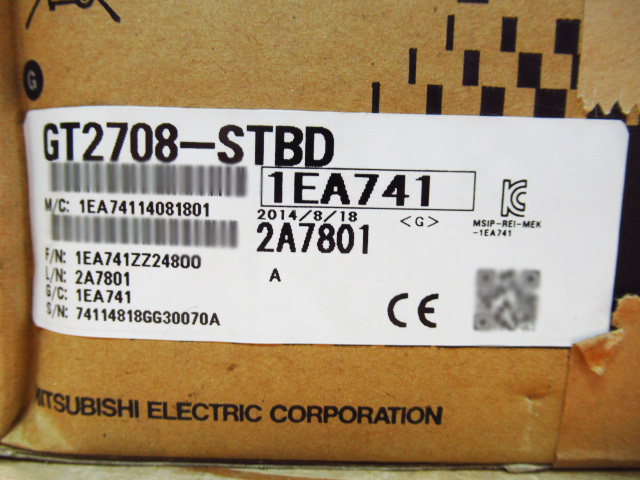 G
GT2708-STBD
1EA741
M/C: 1EA74114081801
2014/8/18
<G>
MSIP-REI-MEK
-1EA741
2A7801
F/N: 1EA741ZZ24800
L/N: 2A7801
A
G/C: 1EA741
S/N: 74114818GG30070A
CE
MITSUBISHI ELECTRIC CORPORATION